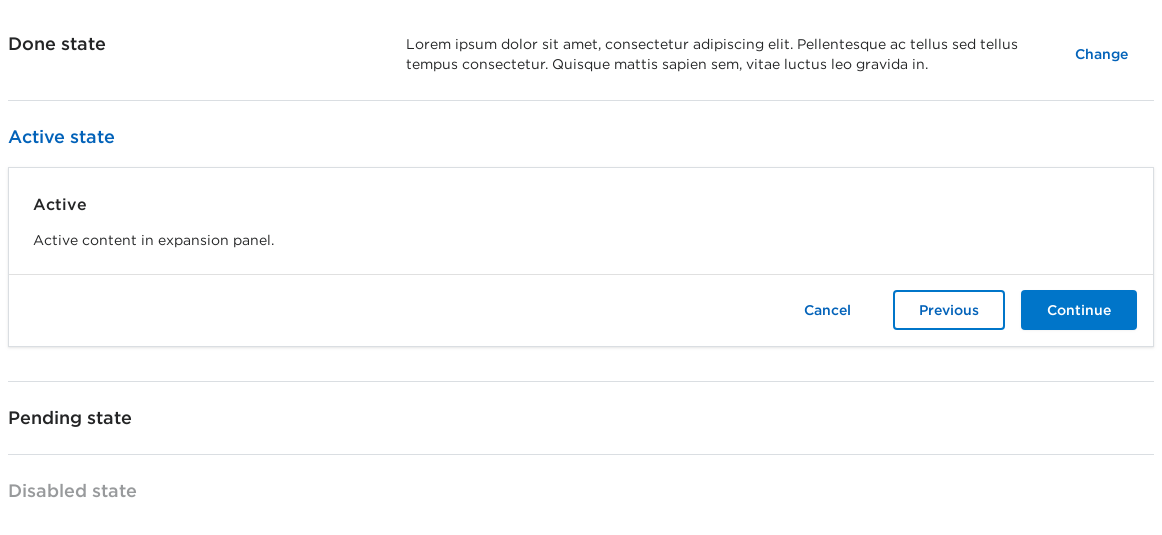 Done state
Lorem ipsum dolor sit amet, consectetur adipiscing elit. Pellentesque ac tellus sed tellus
tempus consectetur. Quisque mattis sapien sem, vitae luctus leo gravida in.
Change
Active state
Active
Active content in expansion panel.
Cancel
Previous
Continue
Pending state
Disabled state